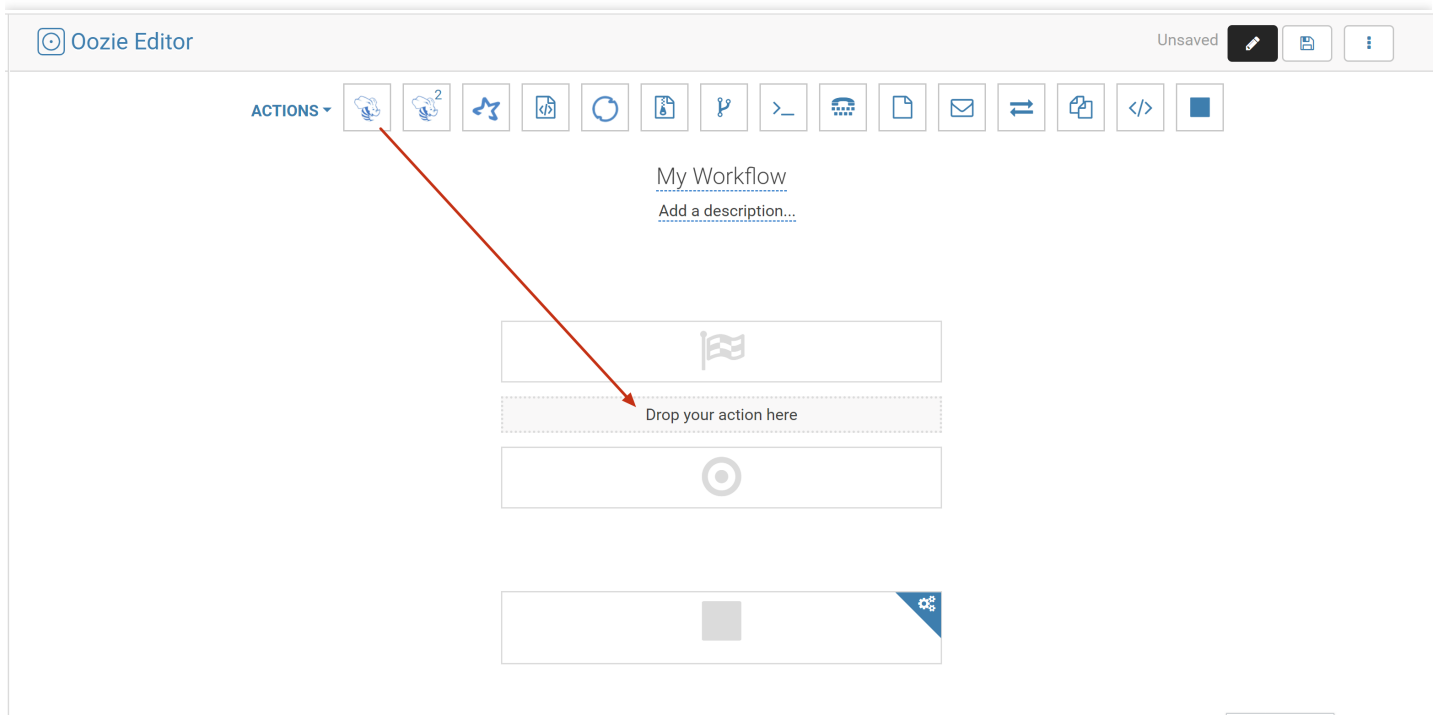 Oozie Editor
Unsaved
ACTIONS
2
My Workflow
Add a description...
Drop your action here